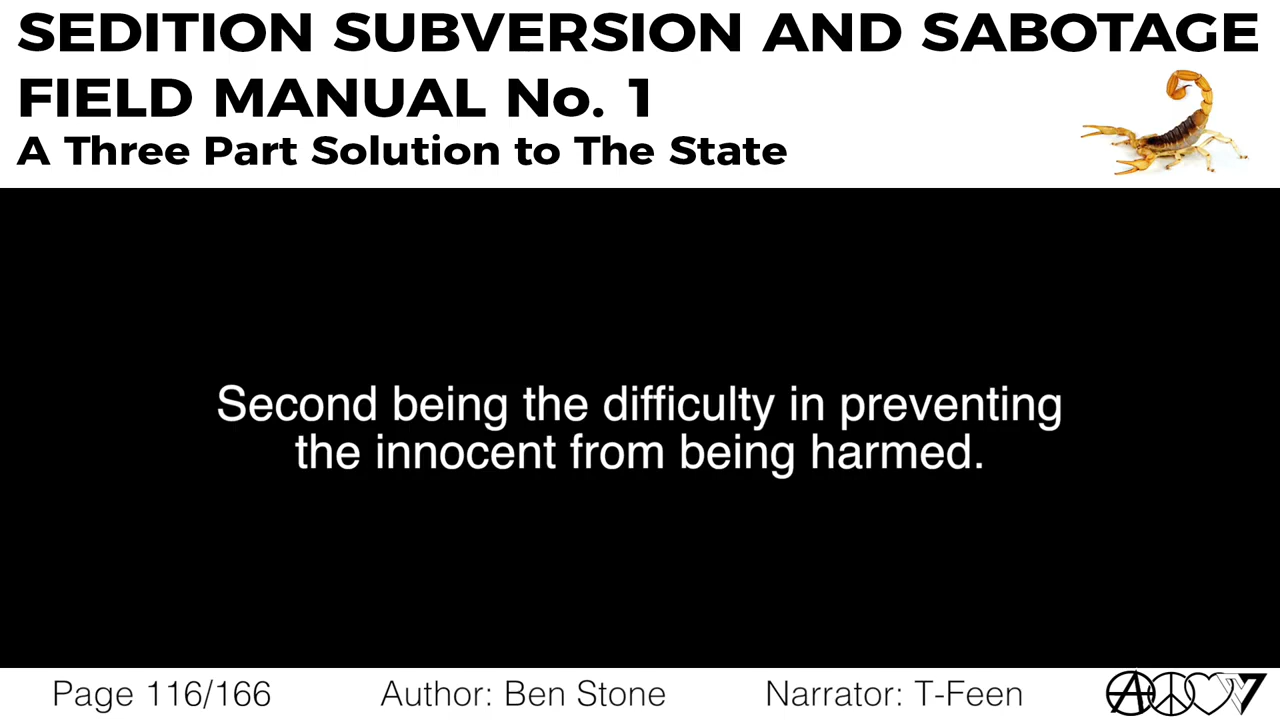 SEDITION SUBVERSION AND SABOTAGE
FIELD MANUAL No. 1
A Three Part Solution to The State
Second being the difficulty in preventing
the innocent from being harmed.
Page 116/166 Author: Ben Stone Narrator: T-Feen